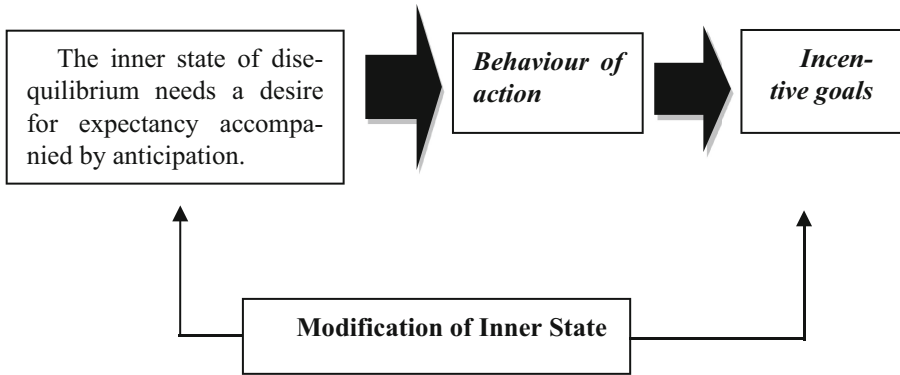 The inner state of dise-
quilibrium needs a desire
for expectancy accompa-
nied by anticipation.
Behaviour of
action
Incen-
tive goals
Modification of Inner State